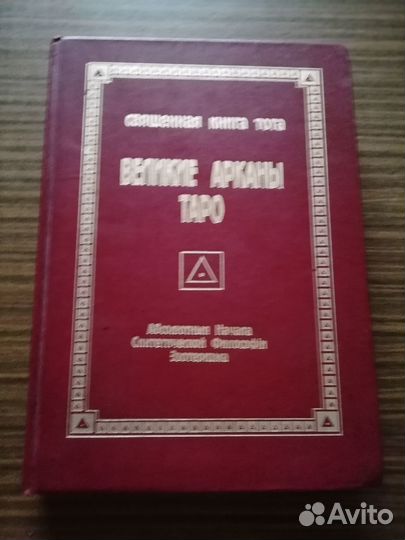 священная книга тота
ВЕЛИКИЕ АРКАНЫ
ТАРО
Абсолютные Начала
Синтетической Философии
Эзотеризма
Avito